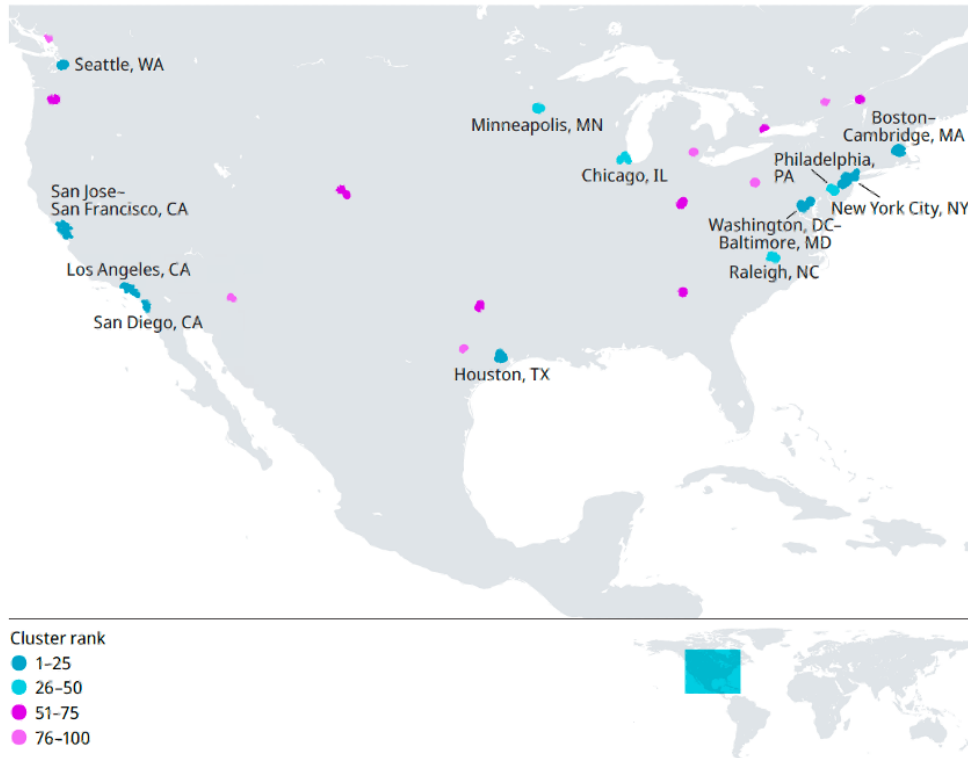 Seattle, WA
Minneapolis, MN
Boston–
Cambridge, MA
Chicago, IL
Philadelphia,
PA
San Jose–
San Francisco, CA
New York City, NY
Washington, DC–
Baltimore, MD
Los Angeles, CA
Raleigh, NC
San Diego, CA
Houston, TX
Cluster rank
1–25
26–50
51–75
76–100